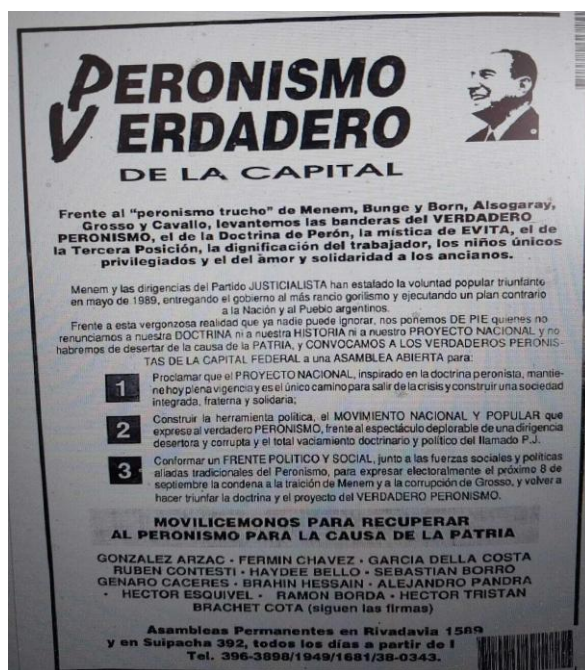 PERONISMO
VERDADERO
DE LA CAPITAL
Frente al "peronismo trucho" de Menem, Bunge y Born, Alsogaray,
Grosso y Cavallo, levantemos las banderas del VERDADERO
PERONISMO, el de la Doctrina de Perón, la mística de EVITA, el de
la Tercera Posición, la dignificación del trabajador, los niños únicos
privilegiados y el del amor y solidaridad a los ancianos.
Menem y las dirigencias del Partido JUSTICIALISTA han estalado la voluntad popular triunfante
en mayo de 1989, entregando el gobierno al más rancio gorilismo y ejecutando un plan contrario
a la Nación y al Pueblo argentinos.
Frente a esta vergonzosa realidad que ya nadie puede ignorar, nos ponemos DE PIE quienes no
renunciamos a nuestra DOCTRINA ni a nuestra HISTORIA ni a nuestro PROYECTO NACIONAL y no
habremos de desertar de la causa de la PATRIA, y CONVOCAMOS A LOS VERDADEROS PERONIS-
TAS DE LA CAPITAL FEDERAL a una ASAMBLEA ABIERTA para:
1 Proclamar que el PROYECTO NACIONAL, inspirado en la doctrina peronista, mantie-
ne hoy plena vigencia y es el único camino para salir de la crisis y construir una sociedad
integrada, fraterna y solidaria;
2 Construir la herramienta política, el MOVIMIENTO NACIONAL Y POPULAR que
exprese al verdadero PERONISMO, frente al espectáculo deplorable de una dirigencia
desertora y corrupta y el total vaciamiento doctrinario y político del llamado P.J.
3 Conformar un FRENTE POLITICO Y SOCIAL, junto a las fuerzas sociales y políticas
aliadas tradicionales del Peronismo, para expresar electoralmente el próximo 8 de
septiembre la condena a la traición de Menem y a la corrupción de Grosso, y volver a
hacer triunfar la doctrina y el proyecto del VERDADERO PERONISMO.
MOVILICEMONOS PARA RECUPERAR
AL PERONISMO PARA LA CAUSA DE LA PATRIA
GONZALEZ ARZAC · FERMIN CHAVEZ · GARCIA DELLA COSTA
RUBEN CONTESTI · HAYDEE BELLO · SEBASTIAN BORRO
GENARO CACERES · BRAHIN HESSAIN · ALEJANDRO PANDRA
· HECTOR ESQUIVEL · RAMON BORDA · HECTOR TRISTAN
BRACHET COTA (siguen las firmas)
Asambleas Permanentes en Rivadavia 1589
y en Suipacha 392, todos los días a partir de
Tel. 396-3898/1949/1681/38-0343.